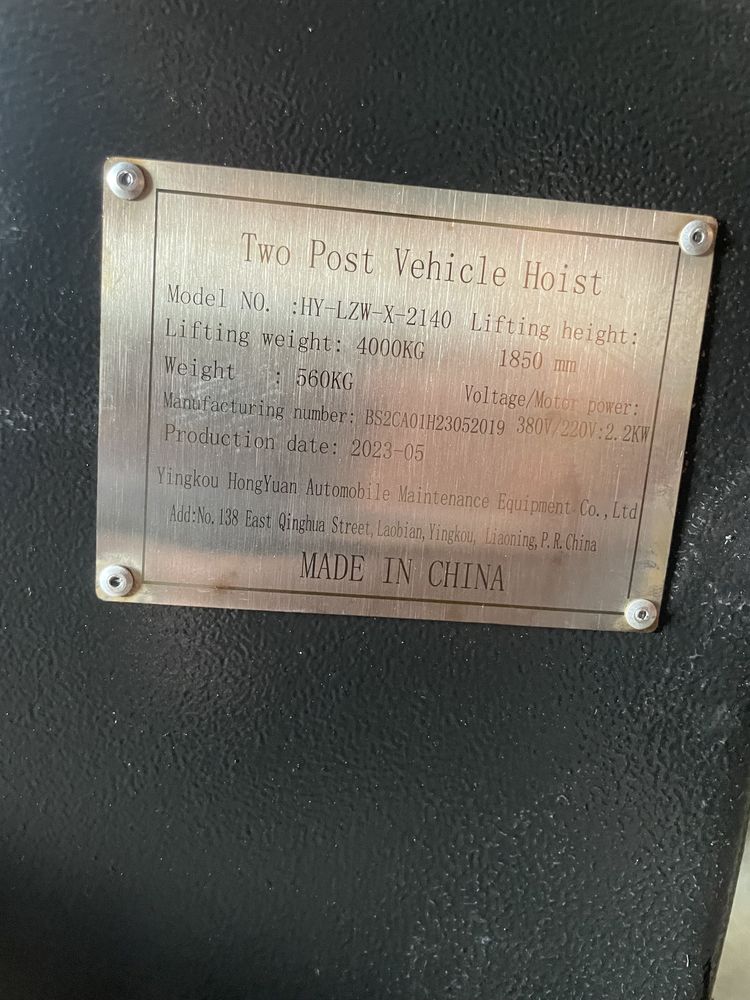 Two Post Vehicle Hoist
Model NO. :HY-LZW-X-2140 Lifting height:
Lifting weight: 4000KG 1850 mm
Weight : 560KG Voltage/Motor power:
Manufacturing number: BS2CA01H23052019 380V/220V:2.2KW
Production date: 2023-05
Yingkou HongYuan Automobile Maintenance Equipment Co.,Ltd
Add:No.138 East Qinghua Street,Laobian,Yingkou, Liaoning,P.R.China
MADE IN CHINA